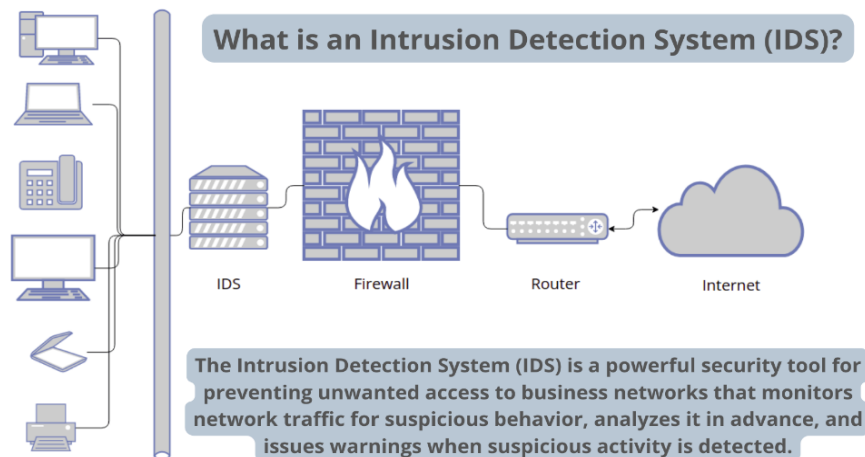 What is an Intrusion Detection System (IDS)?
IDS
Firewall
Router
Internet
The Intrusion Detection System (IDS) is a powerful security tool for
preventing unwanted access to business networks that monitors
network traffic for suspicious behavior, analyzes it in advance, and
issues warnings when suspicious activity is detected.